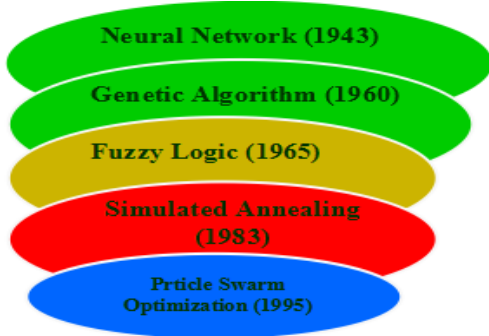 Neural Network (1943)
Genetic Algorithm (1960)
Fuzzy Logic (1965)
Simulated Annealing
(1983)
Prticle Swarm
Optimization (1995)